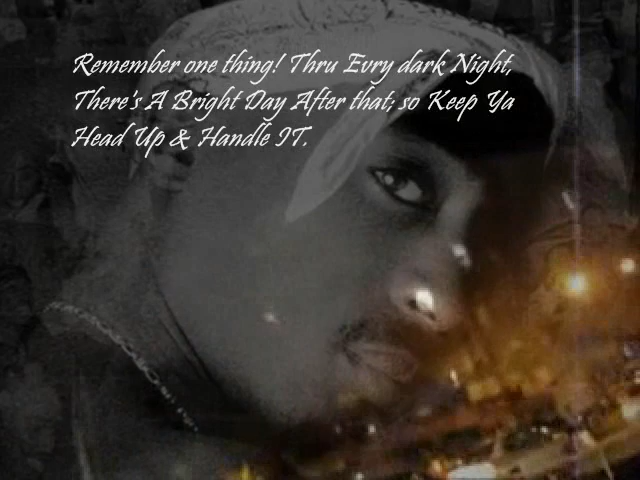 Remember one thing! Thru Evry dark Night,
There's A Bright Day After that; so Keep Ya
Head Up & Handle IT.